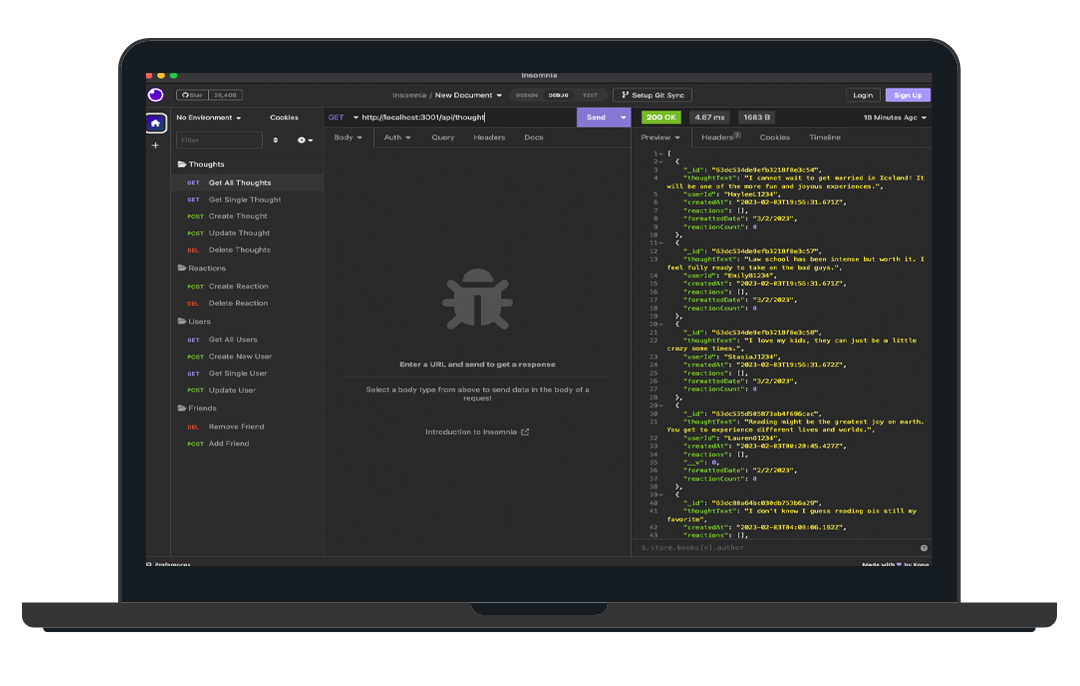 Insomnia
Star 26,400
Insomnia / New Document
DESIGN DEBUG TEST
Setup Git Sync
Login
Sign Up
No Environment
Cookies
GET http://localhost:3001/api/thought
Send
200 OK 4.87 ms 1683 B
18 Minutes Ago
Filter
Body Auth Query Headers Docs
Preview Headers 7 Cookies Timeline
Thoughts
GET Get All Thoughts
GET Get Single Thought
POST Create Thought
POST Update Thought
DEL Delete Thoughts
Reactions
POST Create Reaction
DEL Delete Reaction
Users
GET Get All Users
POST Create New User
GET Get Single User
POST Update User
Friends
DEL Remove Friend
POST Add Friend
Enter a URL and send to get a response
Select a body type from above to send data in the body of a
request
Introduction to Insomnia
1 [
2 {
3 "_id": "63dc534de9efb3218f8e3c54",
4 "thoughtText": "I cannot wait to get married in Iceland! It
will be one of the more fun and joyous experiences.",
5 "userId": "HayleeL1234",
6 "createdAt": "2023-02-03T19:56:31.671Z",
7 "reactions": [],
8 "formattedDate": "3/2/2023",
9 "reactionCount": 0
10 },
11 {
12 "_id": "63dc534de9efb3218f8e3c57",
13 "thoughtText": "Law school has been intense but worth it. I
feel fully ready to take on the bad guys.",
14 "userId": "EmilyB1234",
15 "createdAt": "2023-02-03T19:56:31.671Z",
16 "reactions": [],
17 "formattedDate": "3/2/2023",
18 "reactionCount": 0
19 },
20 {
21 "_id": "63dc534de9efb3218f8e3c58",
22 "thoughtText": "I love my kids, they can just be a little
crazy some times.",
23 "userId": "StasiaJ1234",
24 "createdAt": "2023-02-03T19:56:31.672Z",
25 "reactions": [],
26 "formattedDate": "3/2/2023",
27 "reactionCount": 0
28 },
29 {
30 "_id": "63dc535d505873ab4f696cac",
31 "thoughtText": "Reading might be the greatest joy on earth.
You get to experience different lives and worlds.",
32 "userId": "LaurenO1234",
33 "createdAt": "2023-02-03T00:20:45.427Z",
34 "reactions": [],
35 "__v": 0,
36 "formattedDate": "2/2/2023",
37 "reactionCount": 0
38 },
39 {
40 "_id": "63dc88a64bc030db753b6a29",
41 "thoughtText": "I don't know I guess reading ois still my
favorite",
42 "createdAt": "2023-02-03T04:08:06.192Z",
43 "reactions": [],
$.store.books[*].author
Preferences
Made with ♥ by Kong